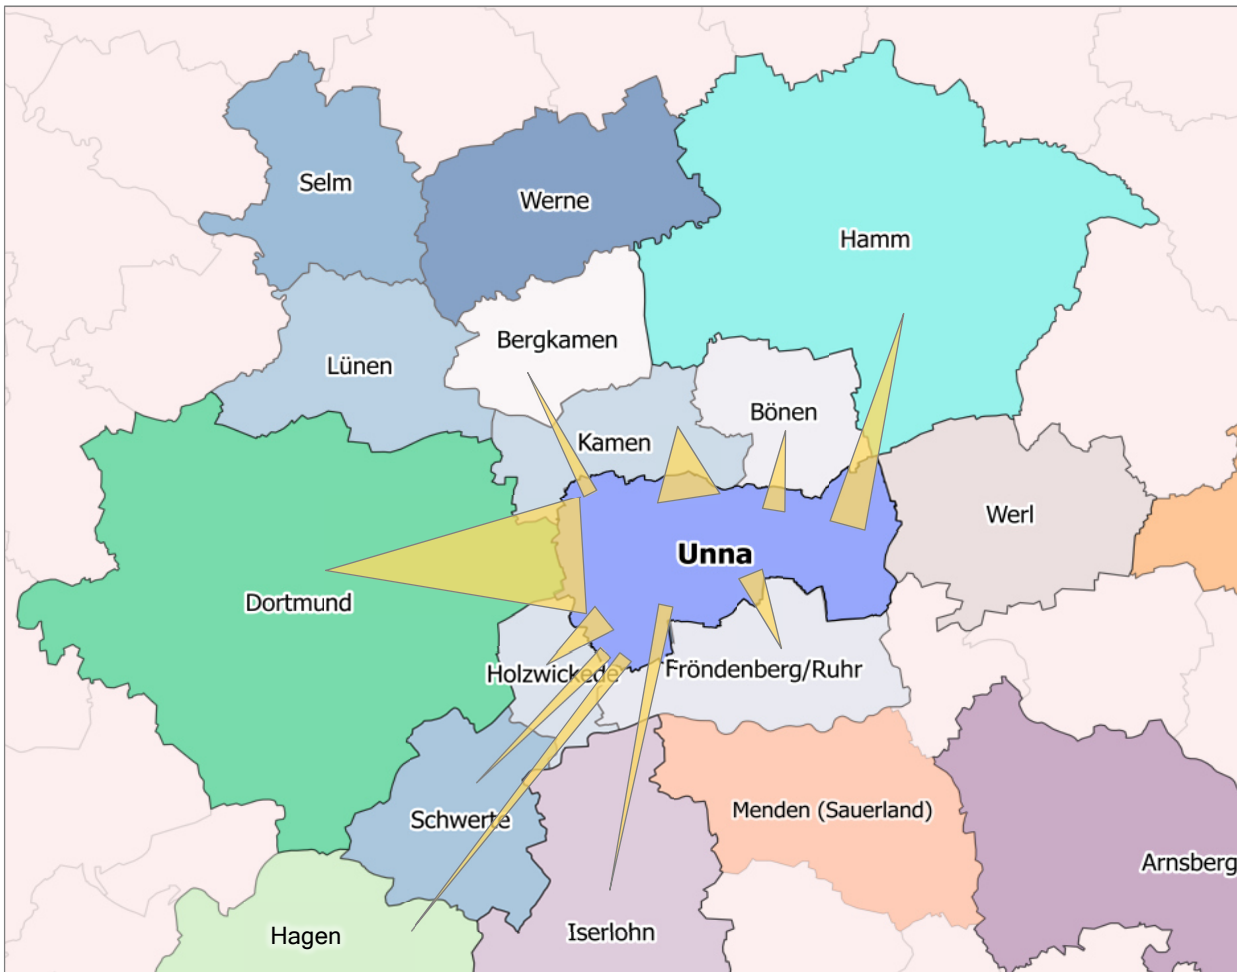 Selm
Werne
Hamm
Bergkamen
Lünen
Bönen
Kamen
Werl
Unna
Dortmund
Holzwickede
Fröndenberg/Ruhr
Menden (Sauerland)
Schwerte
Arnsberg
Iserlohn
Hagen